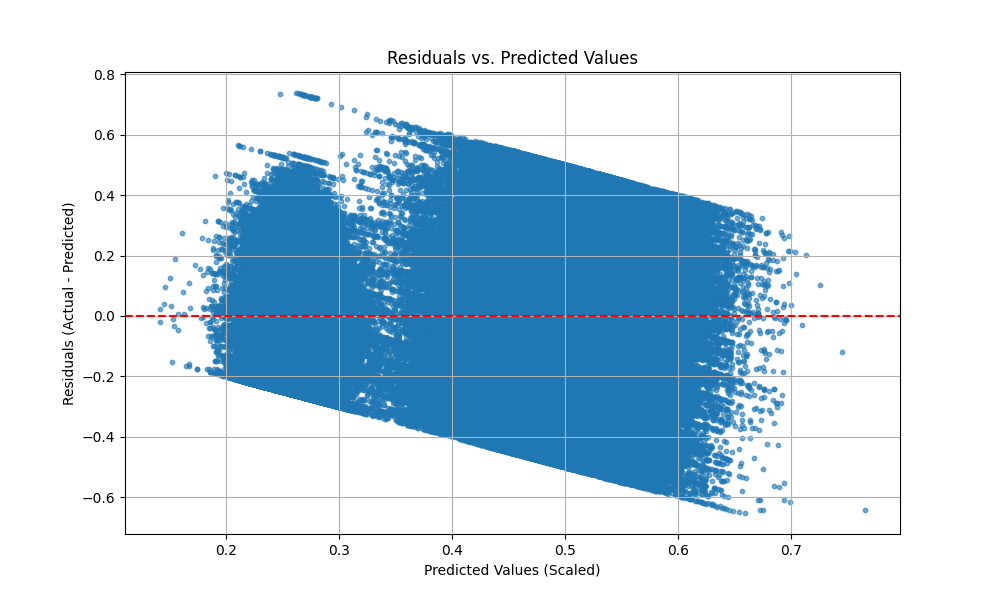 Residuals vs. Predicted Values
Residuals (Actual - Predicted)
0.8
0.6
0.4
0.2
0.0
−0.2
−0.4
−0.6
0.2 0.3 0.4 0.5 0.6 0.7
Predicted Values (Scaled)